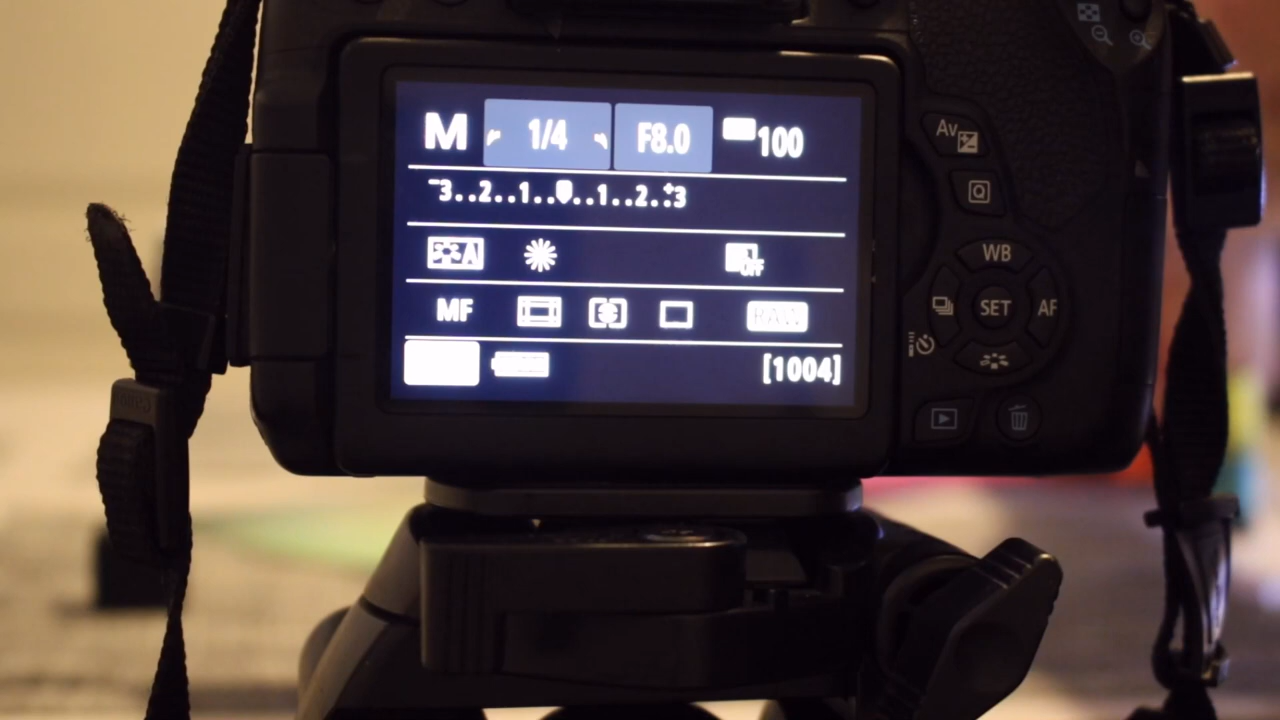 M 1/4 F8.0 100
-3..2..1..0..1..2..+3
A OFF
MF RAW
[1004]
Av
Q
WB
SET AF